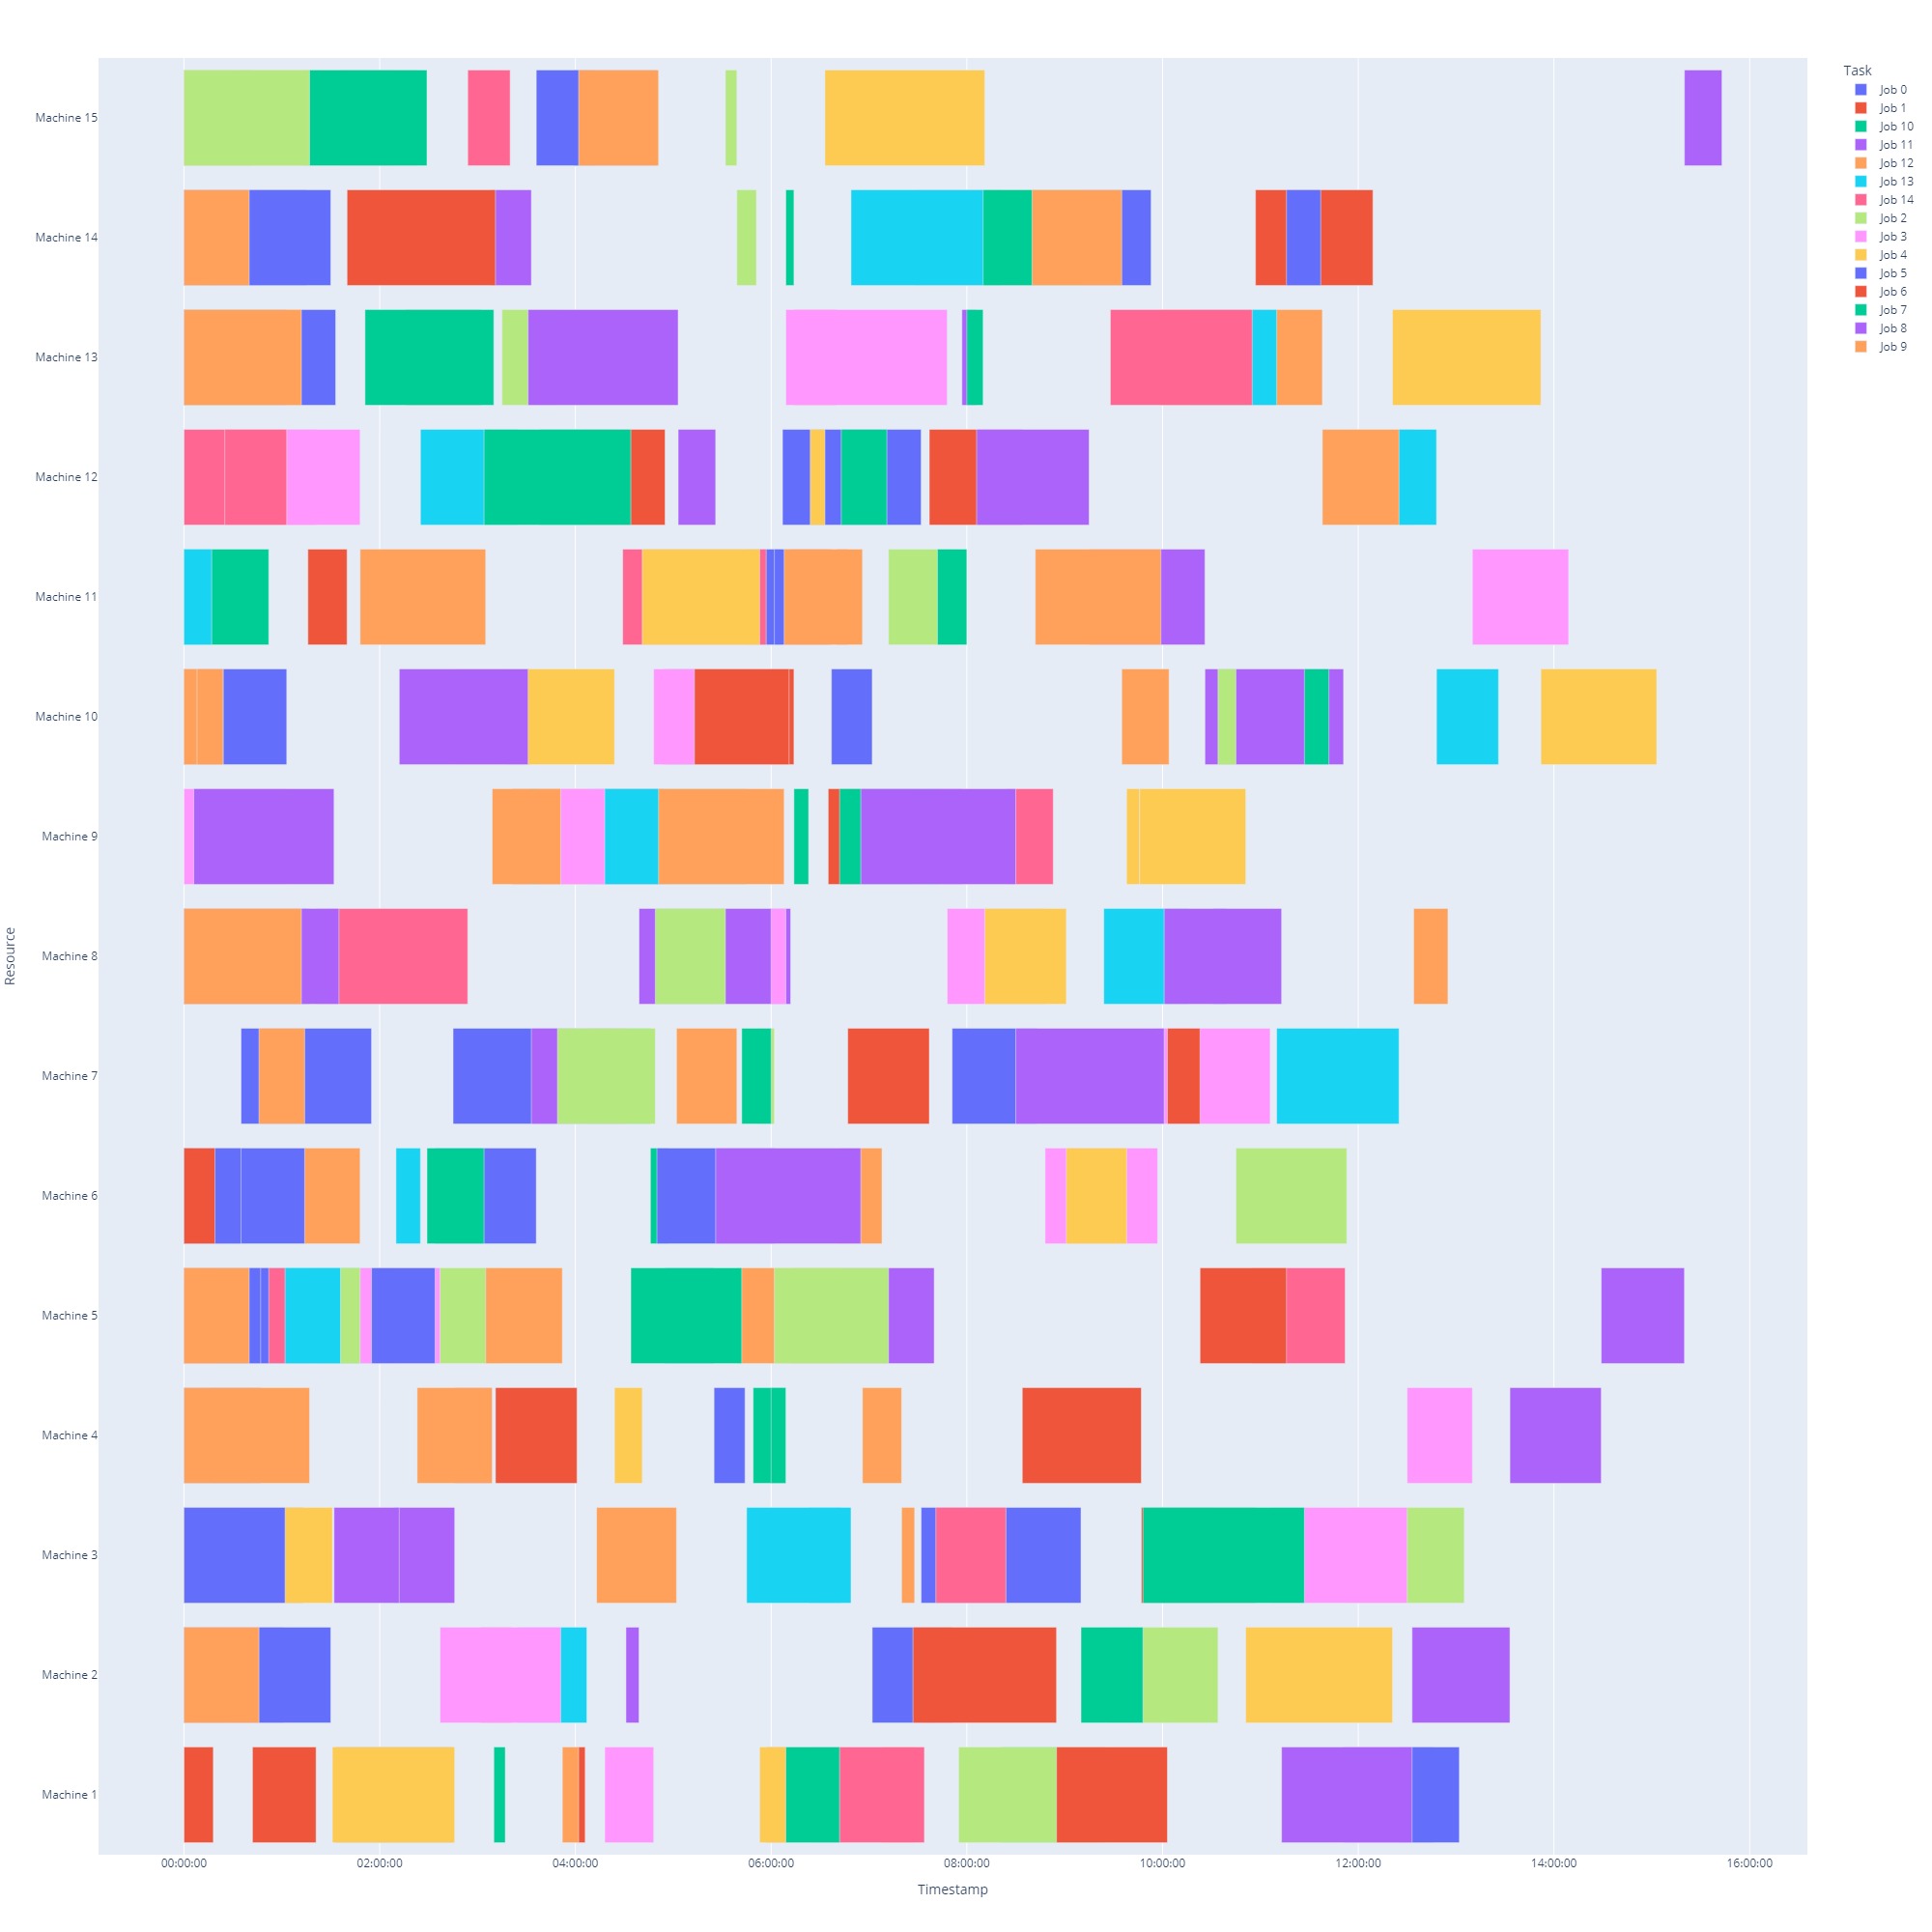 Task
Job 0
Job 1
Job 10
Job 11
Job 12
Job 13
Job 14
Job 2
Job 3
Job 4
Job 5
Job 6
Job 7
Job 8
Job 9
Machine 15
Machine 14
Machine 13
Machine 12
Machine 11
Machine 10
Machine 9
Machine 8
Machine 7
Machine 6
Machine 5
Machine 4
Machine 3
Machine 2
Machine 1
Resource
00:00:00 02:00:00 04:00:00 06:00:00 08:00:00 10:00:00 12:00:00 14:00:00 16:00:00
Timestamp